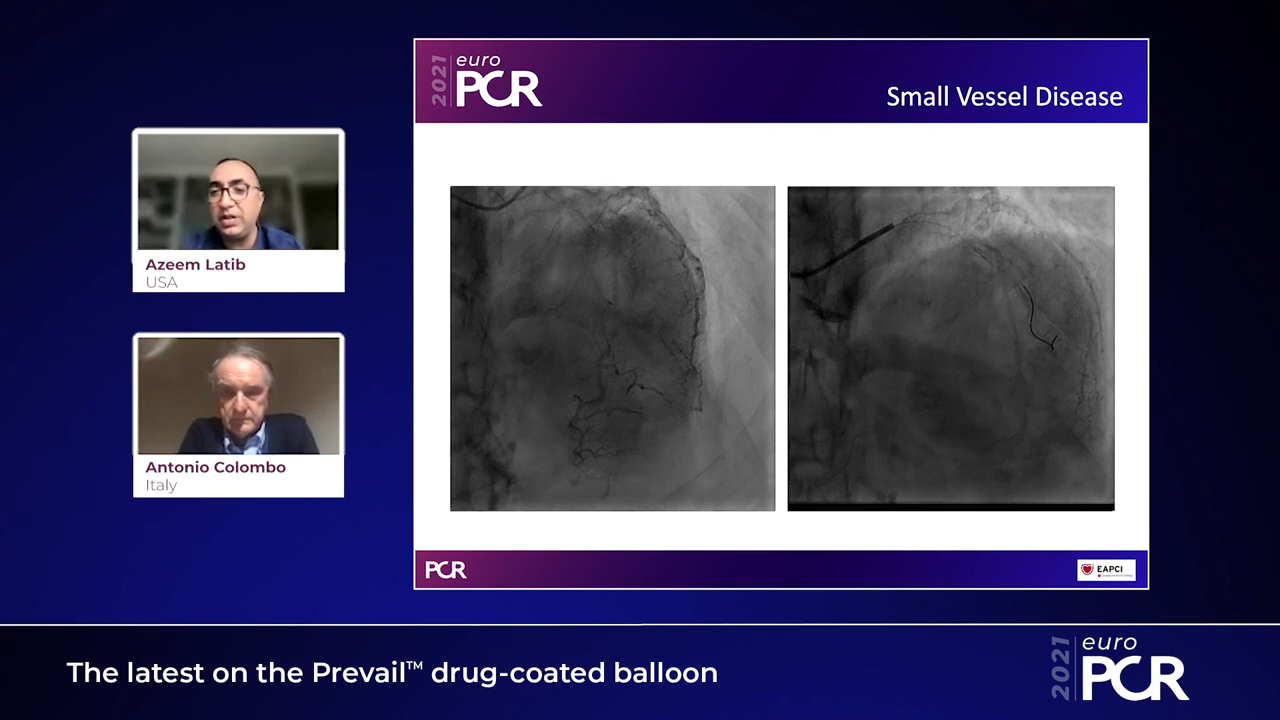 2021 euro
PCR
Small Vessel Disease
Azeem Latib
USA
Antonio Colombo
Italy
PCR
EAPCI
The latest on the Prevail™ drug-coated balloon
2021 euro
PCR